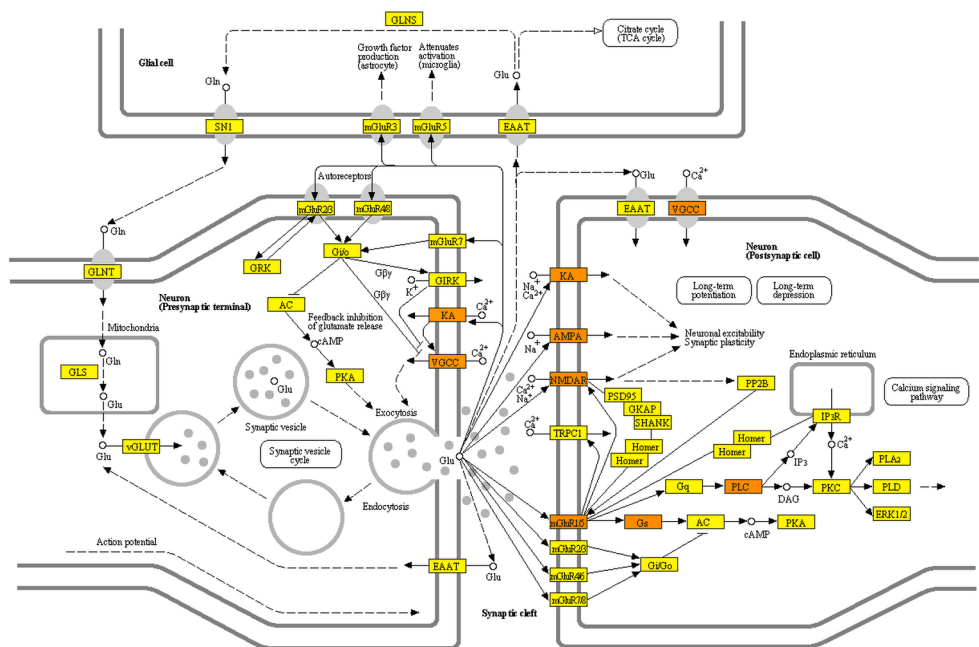 GLNS
Citrate cycle
(TCA cycle)
Glial cell
Growth factor
production
(astrocyte)
Attenuates
activation
(microglia)
Gln
Glu
SN1
mGluR3
mGluR5
EAAT
Autoreceptors
mGluR2/3
mGluR4/8
Glu
Ca2+
EAAT
VGCC
Gln
GLNT
GRK
Gi/o
mGluR7
Neuron
(Postsynaptic cell)
Neuron
(Presynaptic terminal)
AC
Gβγ
Gβγ
K+
GIRK
Na+
Ca2+
KA
Long-term
potentiation
Long-term
depression
Feedback inhibition
of glutamate release
KA
Ca2+
Mitochondria
cAMP
Na+
AMPA
Neuronal excitability
Synaptic plasticity
Gln
GLS
Glu
PKA
VGCC
Ca2+
Endoplasmic reticulum
Glu
Synaptic vesicle
Exocytosis
Ca2+
Na+
NMDAR
PSD95
GKAP
SHANK
Homer
Homer
PP2B
Calcium signaling
pathway
Ca2+
TRPC1
IP3R
Homer
Ca2+
Glu
vGLUT
Synaptic vesicle
cycle
Glu
IP3
Gq
PLC
DAG
PKC
PLA2
PLD
ERK1/2
Endocytosis
mGluR1/5
Gs
AC
cAMP
PKA
Action potential
EAAT
Glu
mGluR2/3
mGluR4/6
mGluR7/8
Gi/Go
Synaptic cleft